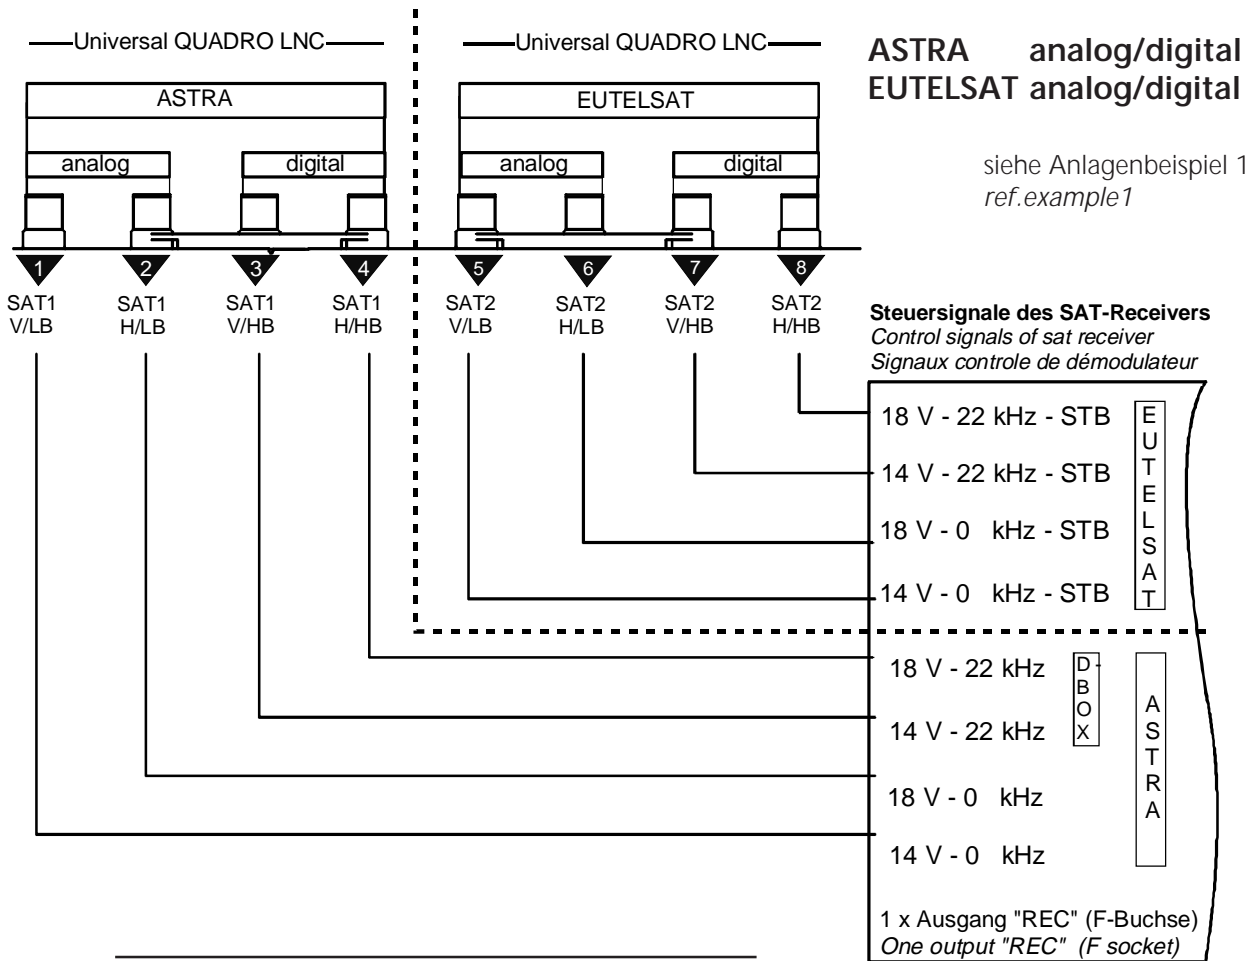 Universal QUADRO LNC
Universal QUADRO LNC
ASTRA analog/digital
EUTELSAT analog/digital
ASTRA
EUTELSAT
analog
digital
analog
digital
siehe Anlagenbeispiel 1
ref.example1
1
2
3
4
5
6
7
8
SAT1
V/LB
SAT1
H/LB
SAT1
V/HB
SAT1
H/HB
SAT2
V/LB
SAT2
H/LB
SAT2
V/HB
SAT2
H/HB
Steuersignale des SAT-Receivers
Control signals of sat receiver
Signaux controle de démodulateur
18 V - 22 kHz - STB
14 V - 22 kHz - STB
18 V - 0 kHz - STB
14 V - 0 kHz - STB
EUTELSAT
18 V - 22 kHz
14 V - 22 kHz
D-BOX
18 V - 0 kHz
14 V - 0 kHz
ASTRA
1 x Ausgang "REC" (F-Buchse)
One output "REC" (F socket)